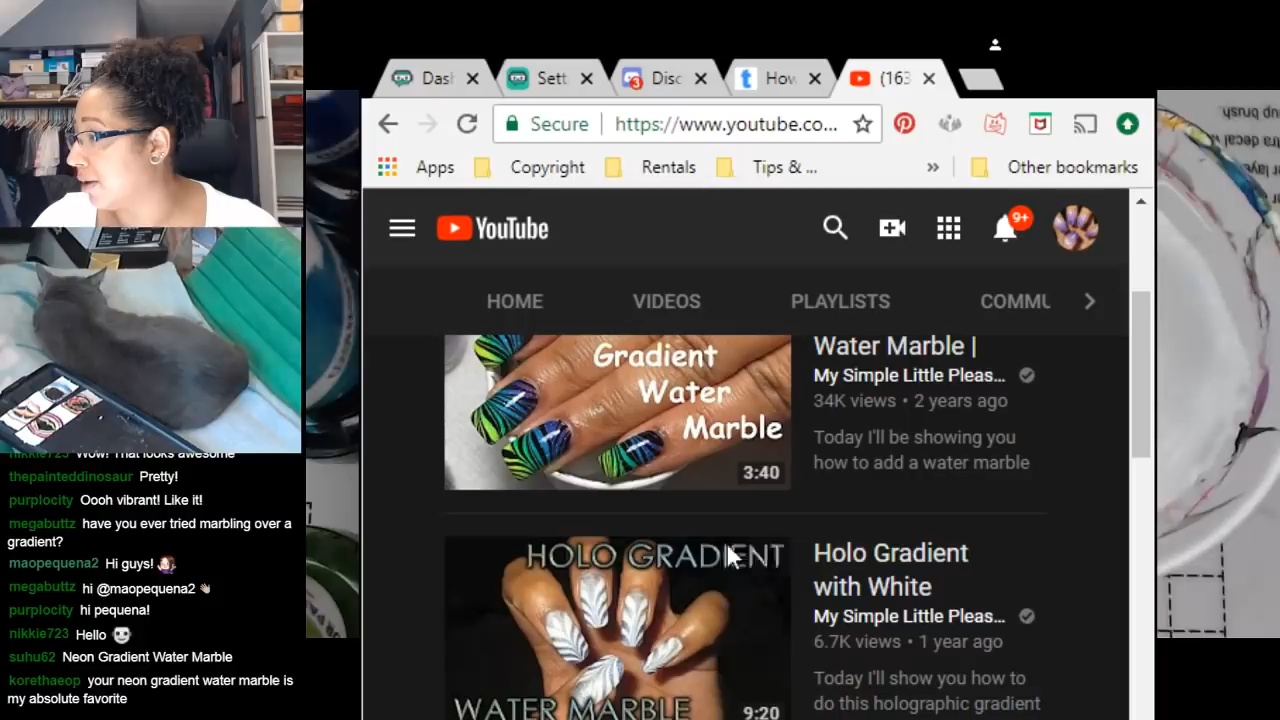 Dasl
Sett
Disc
How
(163
Secure
https://www.youtube.co...
Apps
Copyright
Rentals
Tips & ...
»
Other bookmarks
YouTube
9+
HOME
VIDEOS
PLAYLISTS
COMMU
Gradient
Water
Marble
3:40
Water Marble |
My Simple Little Pleas...
34K views • 2 years ago
Today I'll be showing you
how to add a water marble
HOLO GRADIENT
WATER MARBLE
9:20
Holo Gradient
with White
My Simple Little Pleas...
6.7K views • 1 year ago
Today I'll show you how to
do this holographic gradient
nikkie723 Wow! That looks awesome
thepainteddinosaur Pretty!
purplocity Oooh vibrant! Like it!
megabuttz have you ever tried marbling over a
gradient?
maopequena2 Hi guys!
megabuttz hi @maopequena2
purplocity hi pequena!
nikkie723 Hello
suhu62 Neon Gradient Water Marble
korethaeop your neon gradient water marble is
my absolute favorite
up brush
tra decal